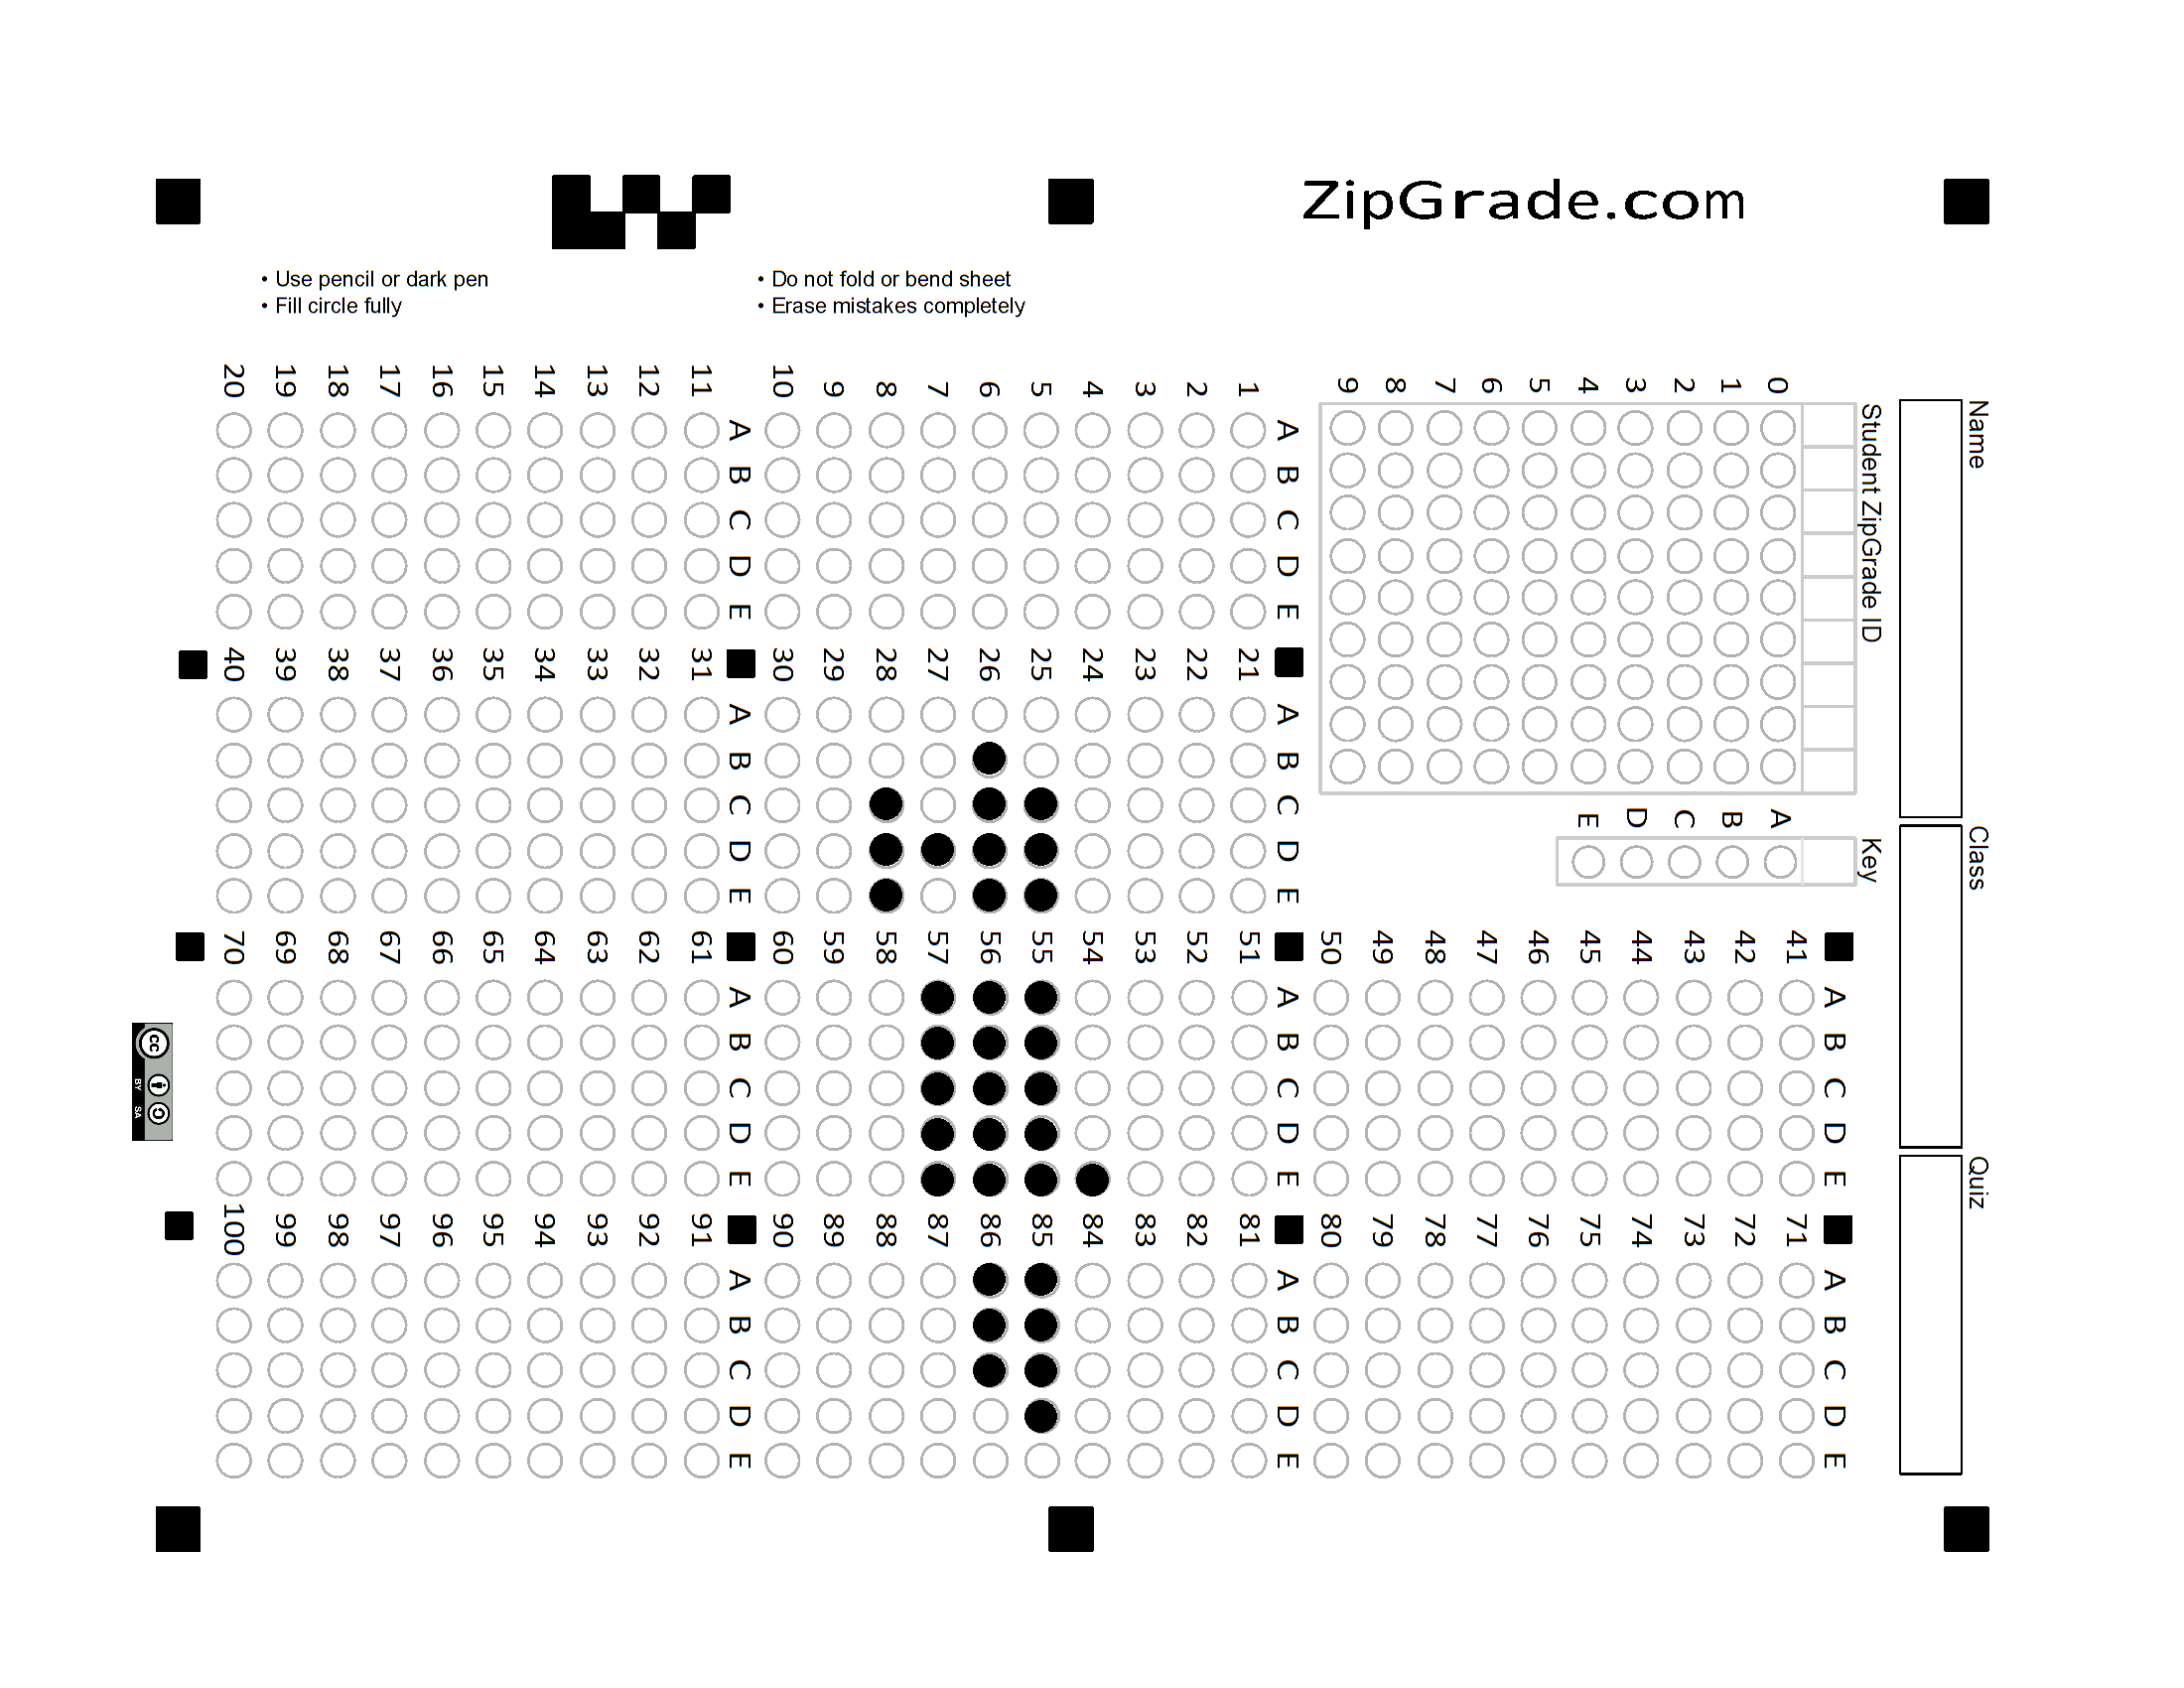 ZipGrade.com
• Use pencil or dark pen
• Fill circle fully
• Do not fold or bend sheet
• Erase mistakes completely
Name
Class
Quiz
Student ZipGrade ID
0 1 2 3 4 5 6 7 8 9
Key
A B C D E
A B C D E
1 2 3 4 5 6 7 8 9 10
A B C D E
11 12 13 14 15 16 17 18 19 20
A B C D E
21 22 23 24 25 26 27 28 29 30
A B C D E
31 32 33 34 35 36 37 38 39 40
A B C D E
41 42 43 44 45 46 47 48 49 50
A B C D E
51 52 53 54 55 56 57 58 59 60
A B C D E
61 62 63 64 65 66 67 68 69 70
A B C D E
71 72 73 74 75 76 77 78 79 80
A B C D E
81 82 83 84 85 86 87 88 89 90
A B C D E
91 92 93 94 95 96 97 98 99 100
cc
BY SA